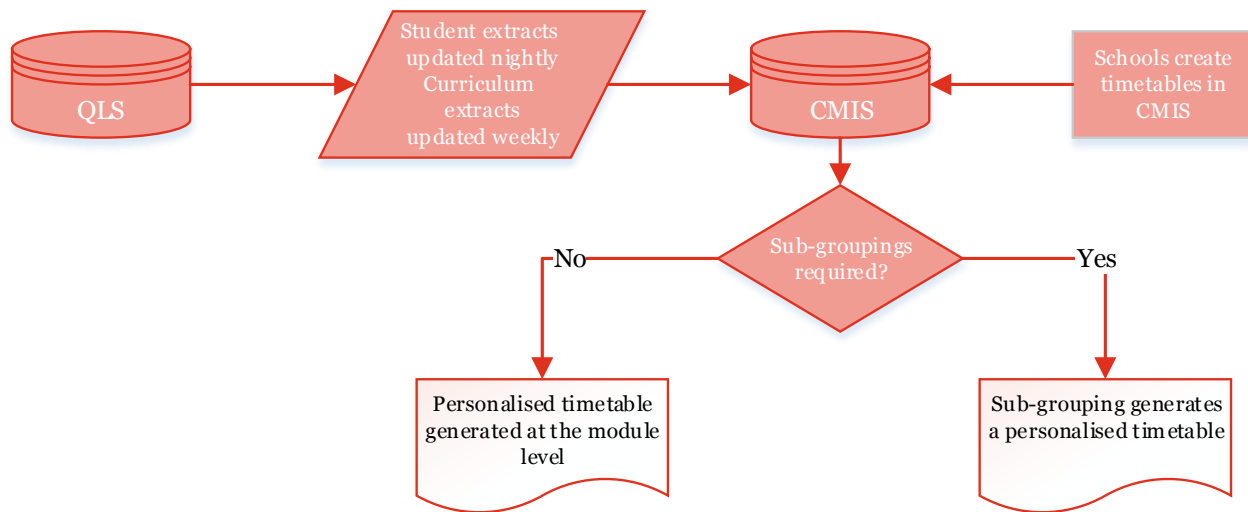 QLS
Student extracts
updated nightly
Curriculum
extracts
updated weekly
CMIS
Schools create
timetables in
CMIS
Sub-groupings
required?
No
Yes
Personalised timetable
generated at the module
level
Sub-grouping generates
a personalised timetable